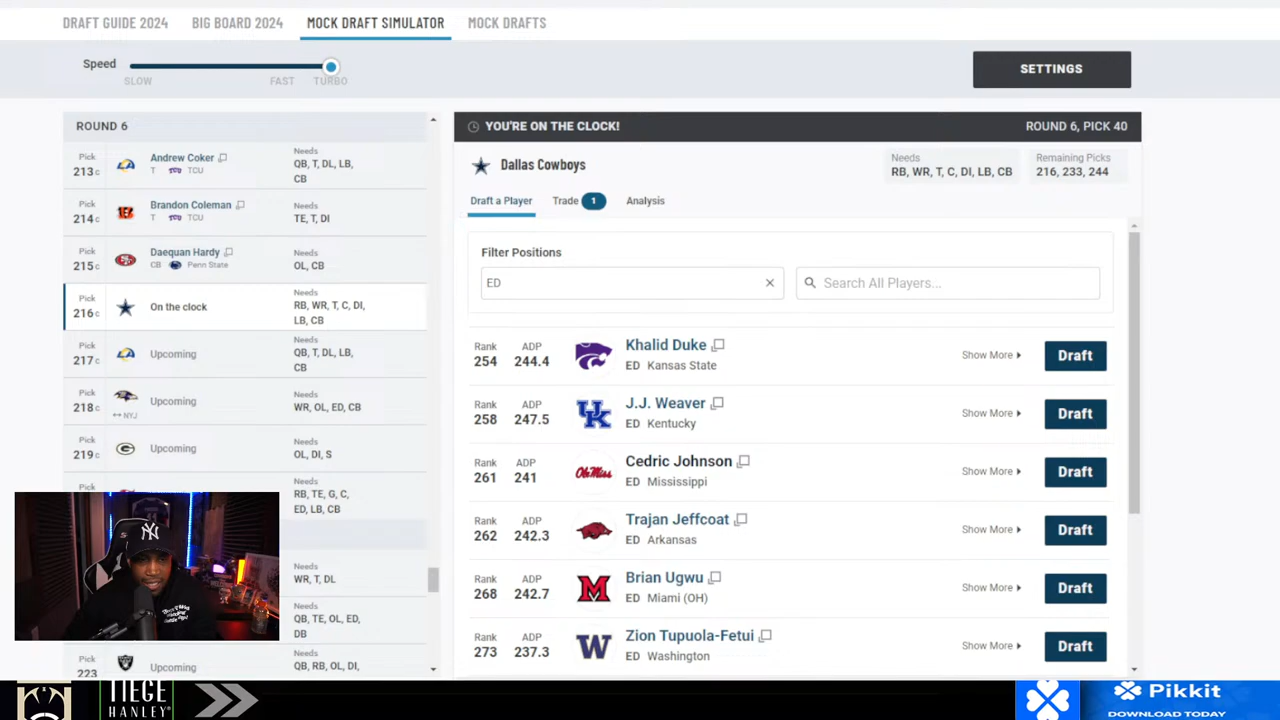 DRAFT GUIDE 2024 BIG BOARD 2024 MOCK DRAFT SIMULATOR MOCK DRAFTS
Speed
SLOW FAST TURBO
SETTINGS
ROUND 6
Pick 213 c
Andrew Coker
T TCU
Needs
QB, T, DL, LB,
CB
Pick 214 c
Brandon Coleman
T TCU
Needs
TE, T, DI
Pick 215 c
Daequan Hardy
CB Penn State
Needs
OL, CB
Pick 216 c
On the clock
Needs
RB, WR, T, C, DI,
LB, CB
Pick 217 c
Upcoming
Needs
QB, T, DL, LB,
CB
Pick 218 c
NYJ
Upcoming
Needs
WR, OL, ED, CB
Pick 219 c
Upcoming
Needs
OL, DI, S
Needs
RB, TE, G, C,
ED, LB, CB
Needs
WR, T, DL
Needs
QB, TE, OL, ED,
DB
Pick 223
Upcoming
Needs
QB, RB, OL, DI,
YOU'RE ON THE CLOCK! ROUND 6, PICK 40
Dallas Cowboys
Needs
RB, WR, T, C, DI, LB, CB
Remaining Picks
216, 233, 244
Draft a Player Trade 1 Analysis
Filter Positions
ED
Search All Players...
Rank 254 ADP 244.4
Khalid Duke
ED Kansas State
Show More Draft
Rank 258 ADP 247.5
UK
J.J. Weaver
ED Kentucky
Show More Draft
Rank 261 ADP 241
Ole Miss
Cedric Johnson
ED Mississippi
Show More Draft
Rank 262 ADP 242.3
Trajan Jeffcoat
ED Arkansas
Show More Draft
Rank 268 ADP 242.7
M
Brian Ugwu
ED Miami (OH)
Show More Draft
Rank 273 ADP 237.3
W
Zion Tupuola-Fetui
ED Washington
Show More Draft
TIEGE
HANLEY
Pikkit
DOWNLOAD TODAY